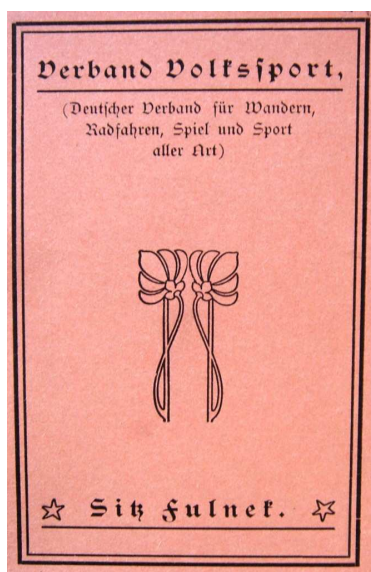 Verband Volksſport,
(Deutſcher Verband für Wandern,
Radfahren, Spiel und Sport
aller Art)
Sitz Fulnek.